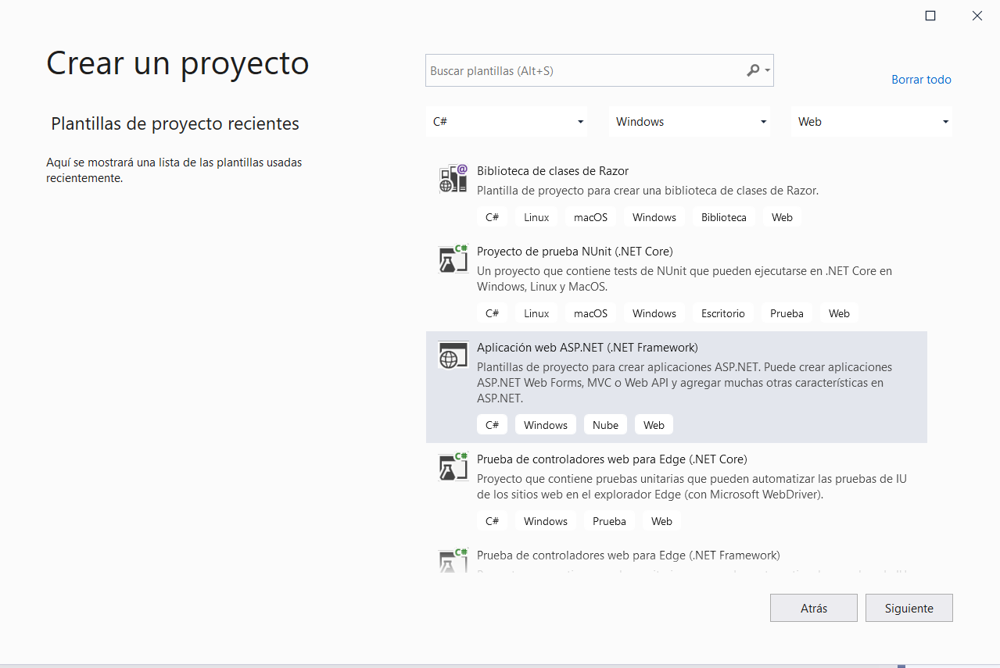 Crear un proyecto
Plantillas de proyecto recientes
Aquí se mostrará una lista de las plantillas usadas
recientemente.
Buscar plantillas (Alt+S)
Borrar todo
C#
Windows
Web
Biblioteca de clases de Razor
Plantilla de proyecto para crear una biblioteca de clases de Razor.
C# Linux macOS Windows Biblioteca Web
Proyecto de prueba NUnit (.NET Core)
Un proyecto que contiene tests de NUnit que pueden ejecutarse en .NET Core en
Windows, Linux y MacOS.
C# Linux macOS Windows Escritorio Prueba Web
Aplicación web ASP.NET (.NET Framework)
Plantillas de proyecto para crear aplicaciones ASP.NET. Puede crear aplicaciones
ASP.NET Web Forms, MVC o Web API y agregar muchas otras características en
ASP.NET.
C# Windows Nube Web
Prueba de controladores web para Edge (.NET Core)
Proyecto que contiene pruebas unitarias que pueden automatizar las pruebas de IU
de los sitios web en el explorador Edge (con Microsoft WebDriver).
C# Windows Prueba Web
Prueba de controladores web para Edge (.NET Framework)
Atrás
Siguiente